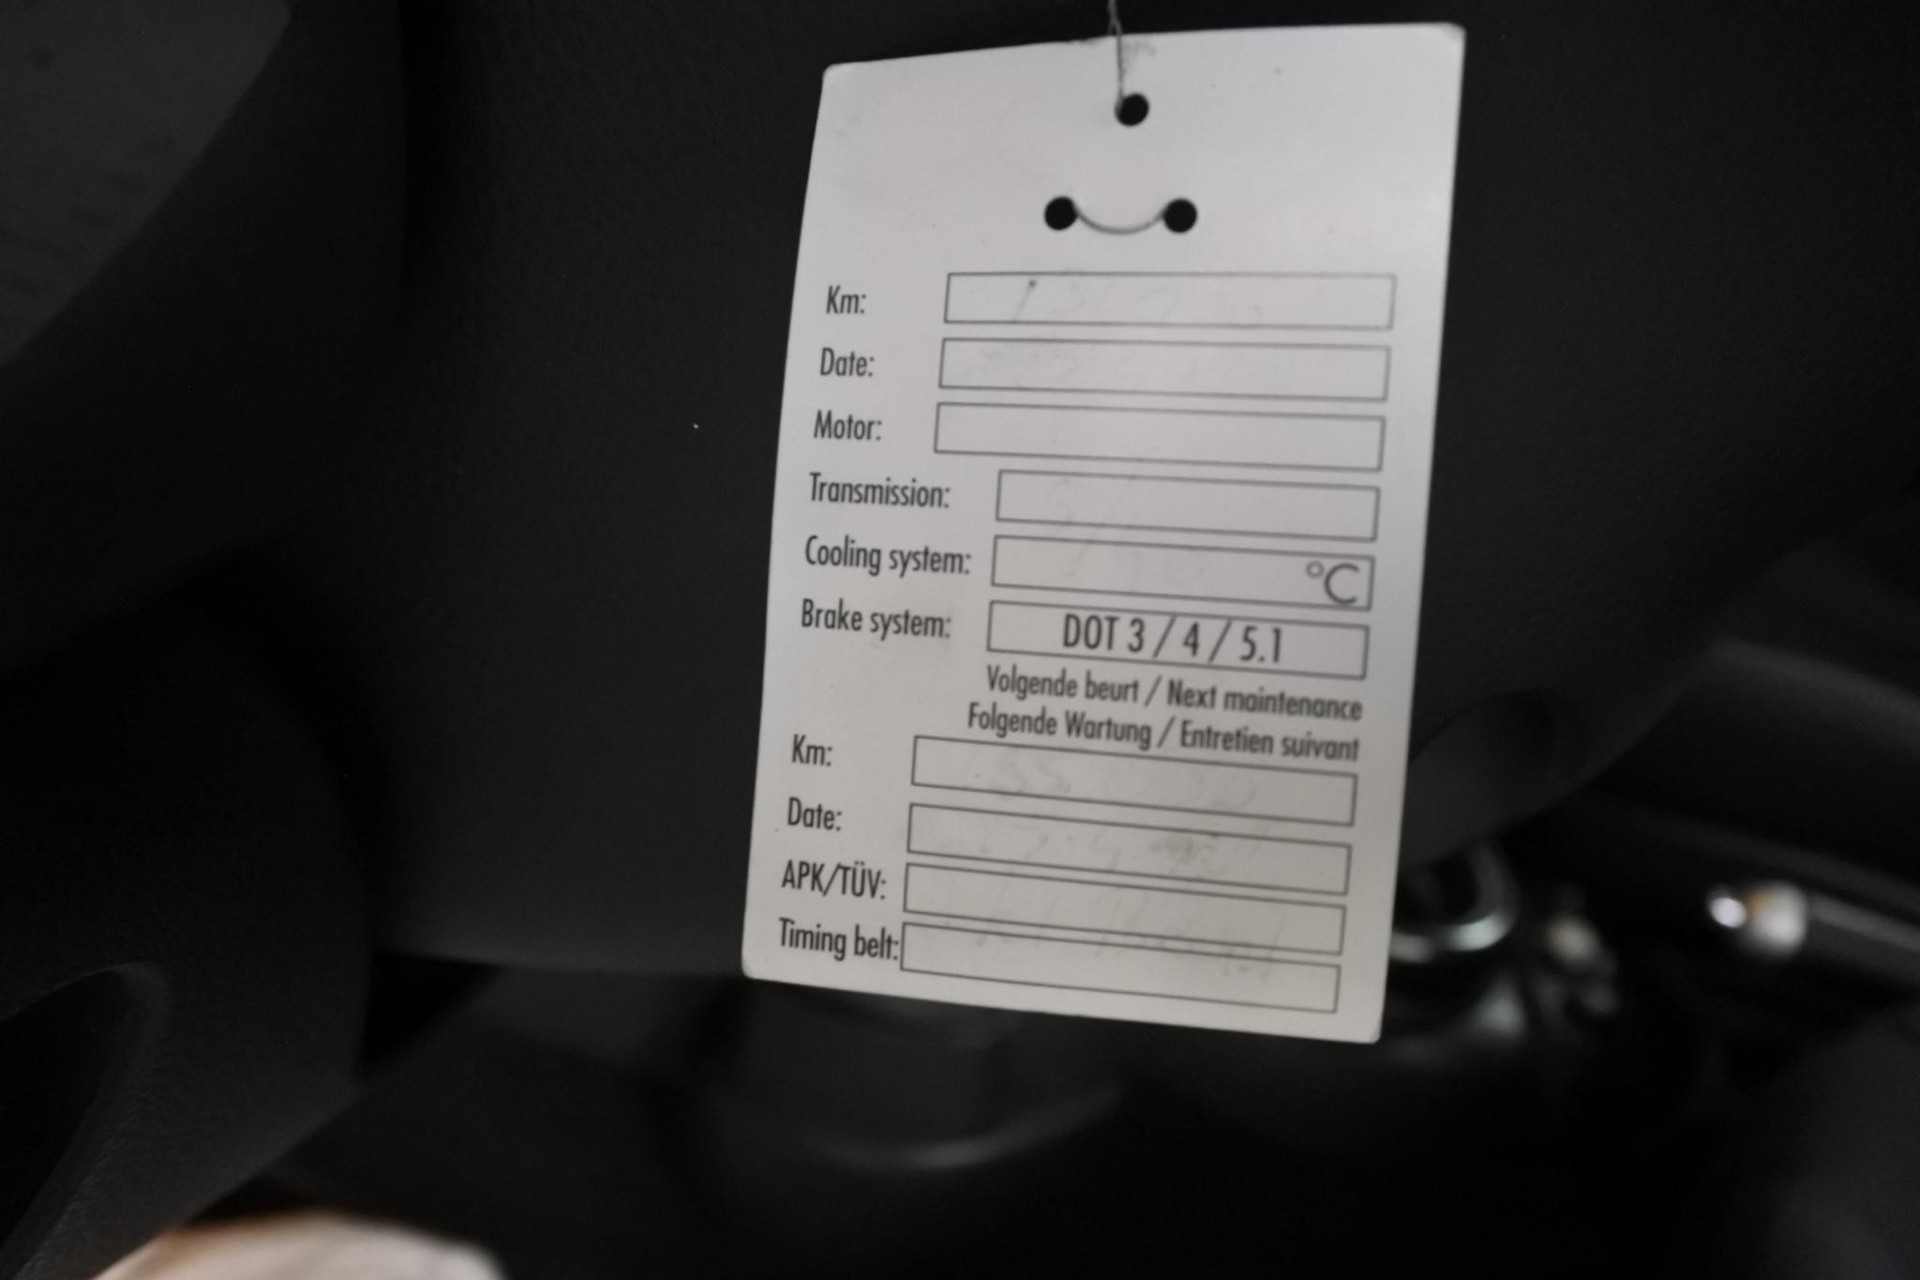 Km:
Date:
Motor:
Transmission:
Cooling system: °C
Brake system: DOT 3 / 4 / 5.1
Volgende beurt / Next maintenance
Folgende Wartung / Entretien suivant
Km:
Date:
APK/TÜV:
Timing belt: